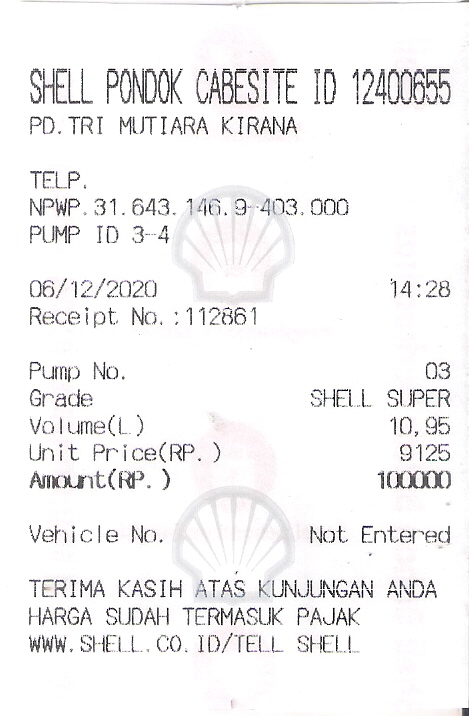 SHELL PONDOK CABESITE ID 12400655
PD.TRI MUTIARA KIRANA
TELP.
NPWP.31.643.146.9-403.000
PUMP ID 3-4
06/12/2020 14:28
Receipt No.:112861
Pump No. 03
Grade SHELL SUPER
Volume(L) 10,95
Unit Price(RP.) 9125
Amount(RP.) 100000
Vehicle No. Not Entered
TERIMA KASIH ATAS KUNJUNGAN ANDA
HARGA SUDAH TERMASUK PAJAK
WWW.SHELL.CO.ID/TELL SHELL